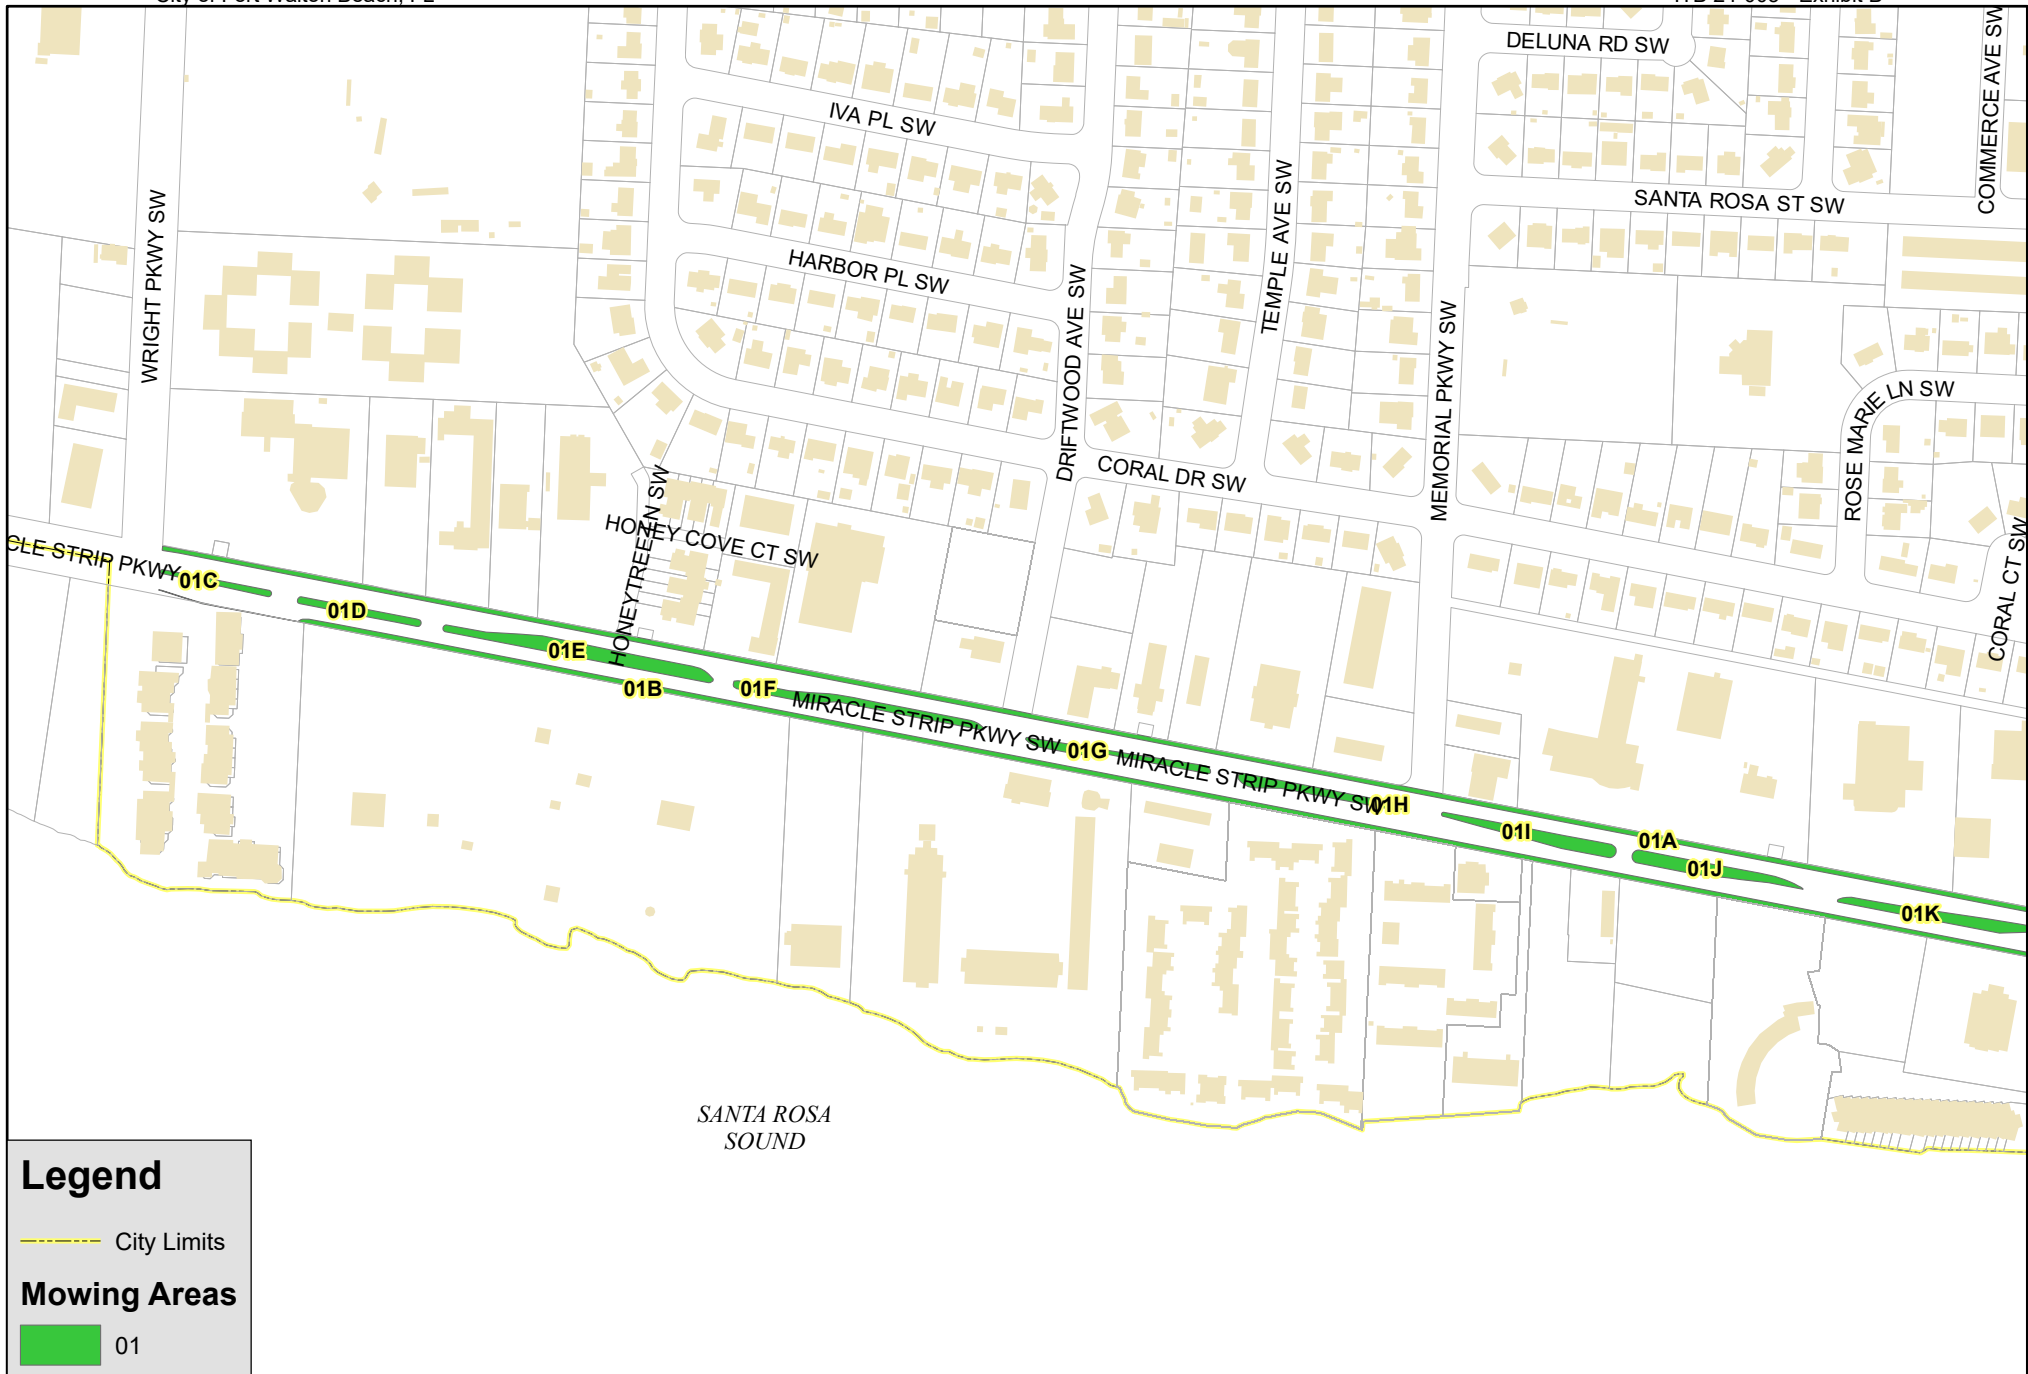 DELUNA RD SW
COMMERCE AVE SW
IVA PL SW
SANTA ROSA ST SW
WRIGHT PKWY SW
TEMPLE AVE SW
HARBOR PL SW
DRIFTWOOD AVE SW
MEMORIAL PKWY SW
ROSE MARIE LN SW
CORAL DR SW
HONEY COVE CT SW
HONEYTREE LN SW
CORAL CT SW
CLE STRIP PKWY
01C
01D
01E
01B
01F
MIRACLE STRIP PKWY SW
01G
MIRACLE STRIP PKWY SW
01H
01I
01A
01J
01K
SANTA ROSA
SOUND
Legend
City Limits
Mowing Areas
01